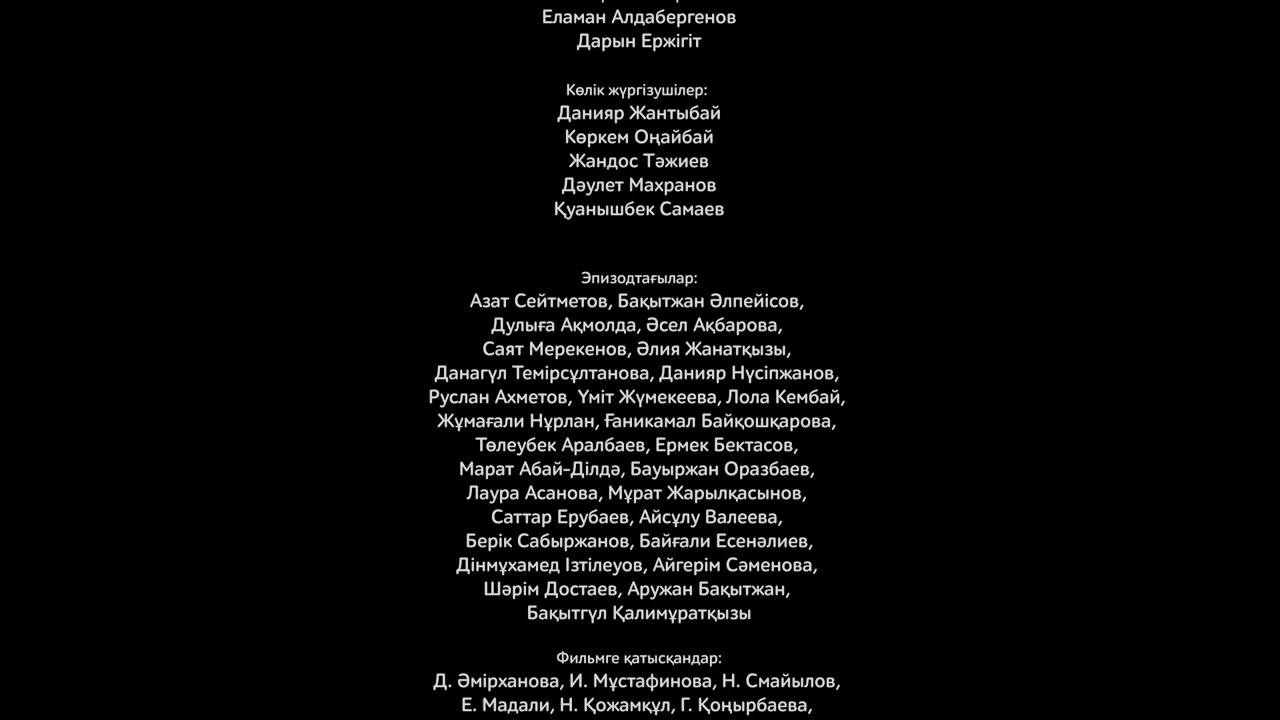 Еламан Алдабергенов
Дарын Ержігіт
Көлік жүргізушілер:
Данияр Жантыбай
Көркем Оңайбай
Жандос Тәжиев
Дәулет Махранов
Қуанышбек Самаев
Эпизодтағылар:
Азат Сейтметов, Бақытжан Әлпейісов,
Дулыға Ақмолда, Әсел Ақбарова,
Саят Мерекенов, Әлия Жанатқызы,
Данагүл Темірсұлтанова, Данияр Нүсіпжанов,
Руслан Ахметов, Үміт Жүмекеева, Лола Кембай,
Жұмағали Нұрлан, Ғаникамал Байқошқарова,
Төлеубек Аралбаев, Ермек Бектасов,
Марат Абай-Ділдә, Бауыржан Оразбаев,
Лаура Асанова, Мұрат Жарылқасынов,
Саттар Ерубаев, Айсұлу Валеева,
Берік Сабыржанов, Байғали Есенәлиев,
Дінмұхамед Ізтілеуов, Айгерім Сәменова,
Шәрім Достаев, Аружан Бақытжан,
Бақытгүл Қалимұратқызы
Фильмге қатысқандар:
Д. Әмірханова, И. Мұстафинова, Н. Смайылов,
Е. Мадали, Н. Қожамқұл, Г. Қоңырбаева,